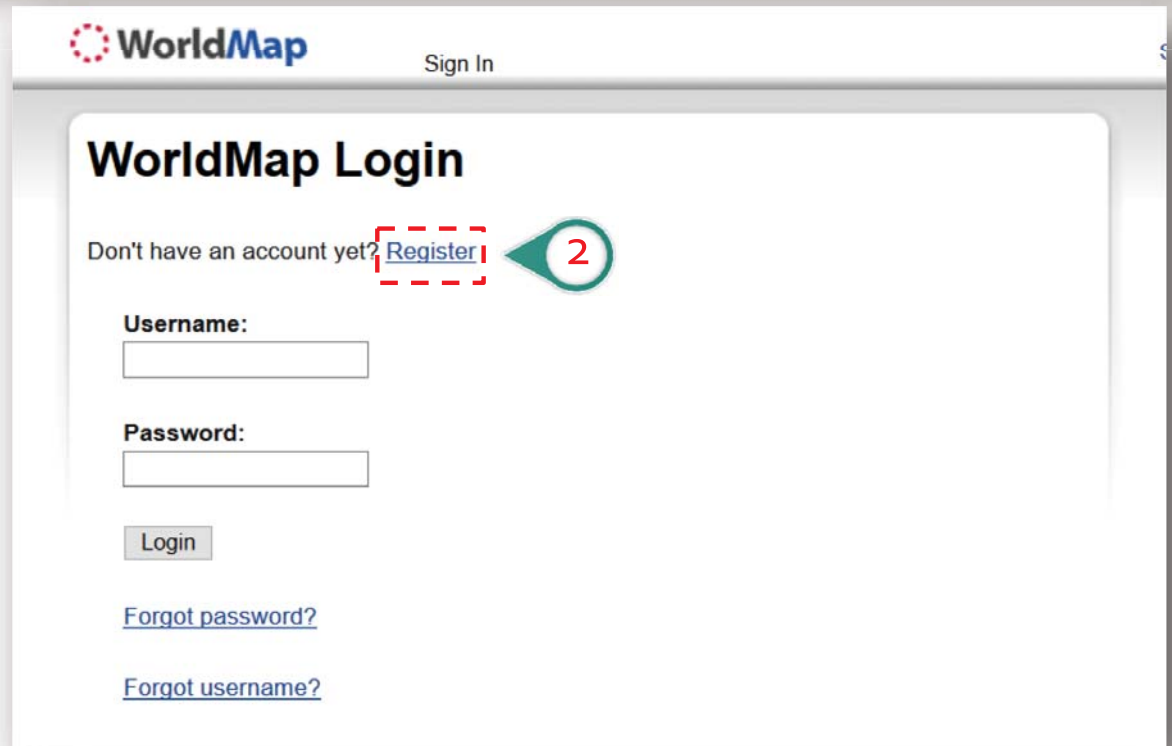 WorldMap
Sign In
WorldMap Login
Don't have an account yet? Register
2
Username:
Password:
Login
Forgot password?
Forgot username?